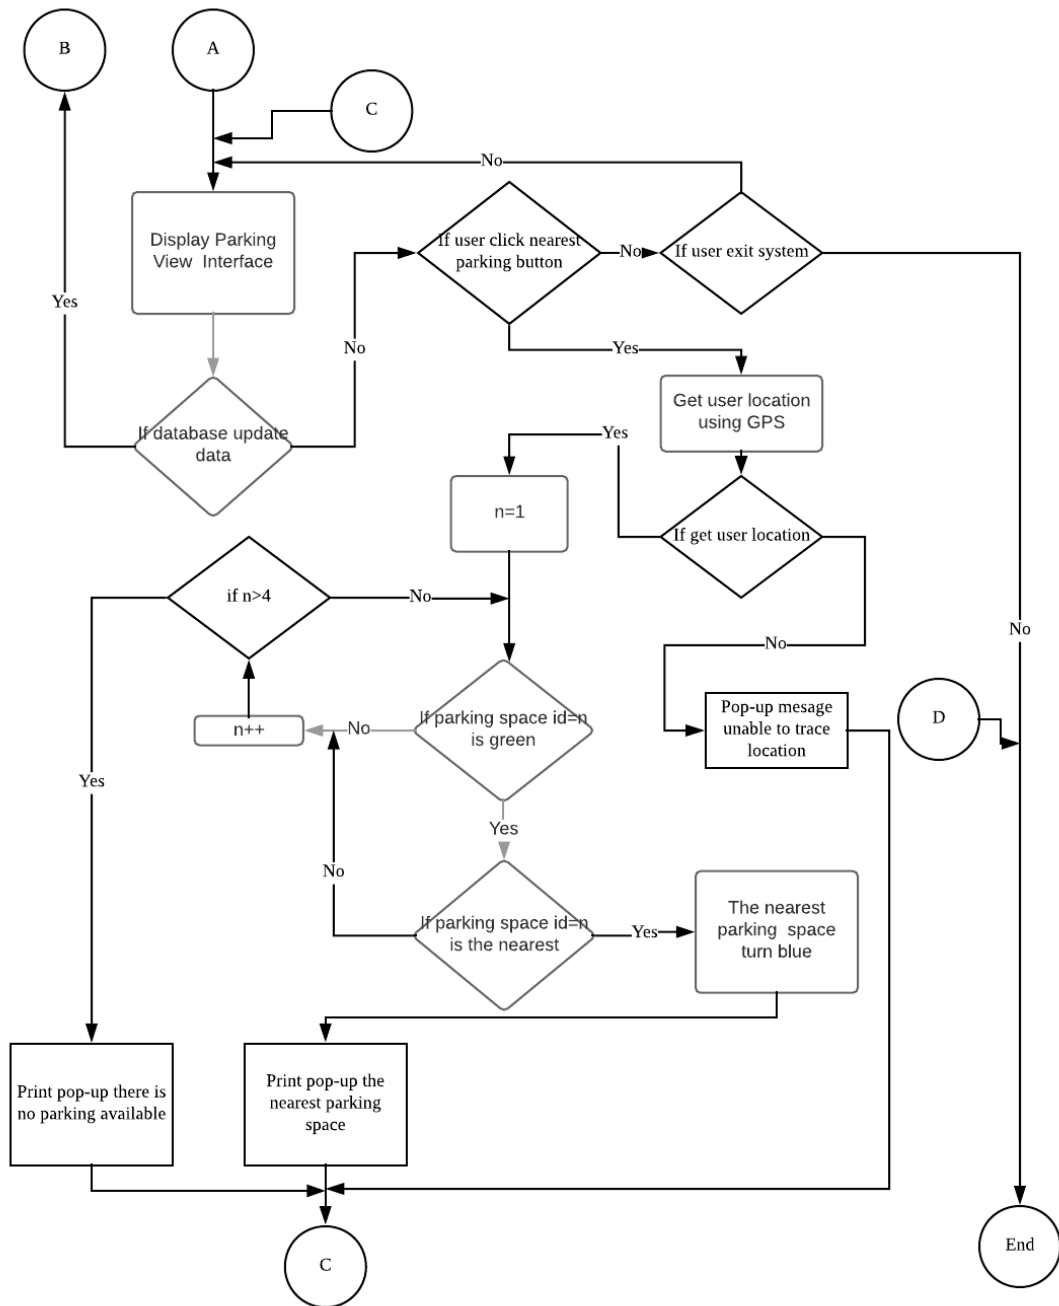 B
A
C
No
Display Parking
View Interface
If user click nearest
parking button
No
If user exit system
Yes
No
Yes
Get user location
using GPS
If database update
data
Yes
n=1
If get user location
if n>4
No
No
No
If parking space id=n
is green
No
n++
Pop-up mesage
unable to trace
location
D
Yes
Yes
No
If parking space id=n
is the nearest
Yes
The nearest
parking space
turn blue
Print pop-up there is
no parking available
Print pop-up the
nearest parking
space
C
End